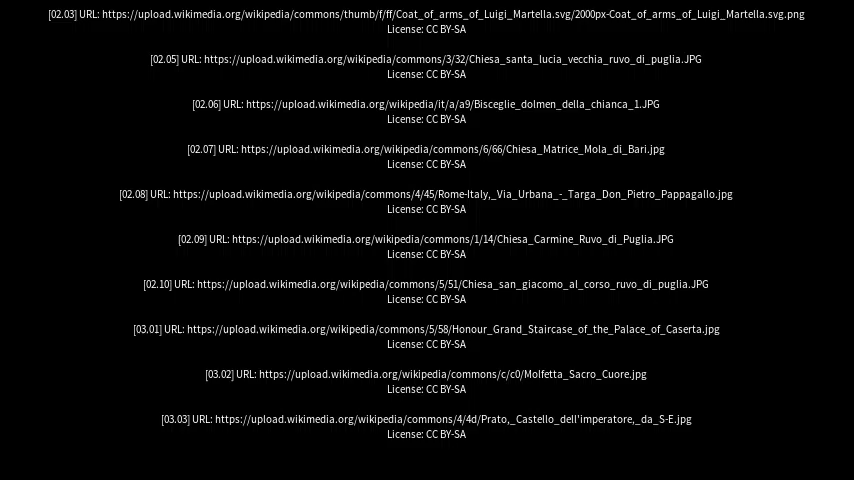 [02.03] URL: https://upload.wikimedia.org/wikipedia/commons/thumb/f/ff/Coat_of_arms_of_Luigi_Martella.svg/2000px-Coat_of_arms_of_Luigi_Martella.svg.png
License: CC BY-SA
[02.05] URL: https://upload.wikimedia.org/wikipedia/commons/3/32/Chiesa_santa_lucia_vecchia_ruvo_di_puglia.JPG
License: CC BY-SA
[02.06] URL: https://upload.wikimedia.org/wikipedia/it/a/a9/Bisceglie_dolmen_della_chianca_1.JPG
License: CC BY-SA
[02.07] URL: https://upload.wikimedia.org/wikipedia/commons/6/66/Chiesa_Matrice_Mola_di_Bari.jpg
License: CC BY-SA
[02.08] URL: https://upload.wikimedia.org/wikipedia/commons/4/45/Rome-Italy,_Via_Urbana_-_Targa_Don_Pietro_Pappagallo.jpg
License: CC BY-SA
[02.09] URL: https://upload.wikimedia.org/wikipedia/commons/1/14/Chiesa_Carmine_Ruvo_di_Puglia.JPG
License: CC BY-SA
[02.10] URL: https://upload.wikimedia.org/wikipedia/commons/5/51/Chiesa_san_giacomo_al_corso_ruvo_di_puglia.JPG
License: CC BY-SA
[03.01] URL: https://upload.wikimedia.org/wikipedia/commons/5/58/Honour_Grand_Staircase_of_the_Palace_of_Caserta.jpg
License: CC BY-SA
[03.02] URL: https://upload.wikimedia.org/wikipedia/commons/c/c0/Molfetta_Sacro_Cuore.jpg
License: CC BY-SA
[03.03] URL: https://upload.wikimedia.org/wikipedia/commons/4/4d/Prato,_Castello_dell'imperatore,_da_S-E.jpg
License: CC BY-SA